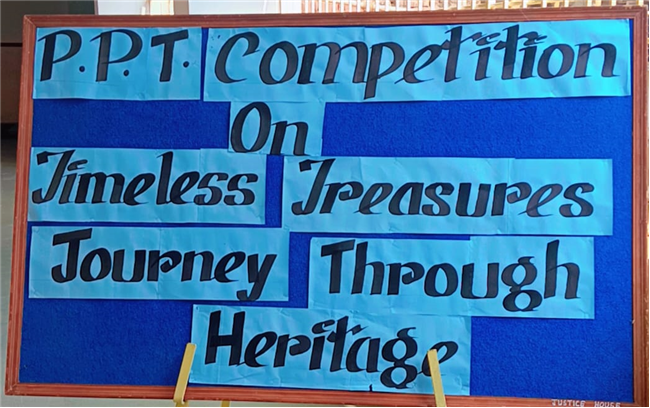 P.P.T. Competition
On
Timeless Treasures
Journey Through
Heritage
JUSTICE HOUSE